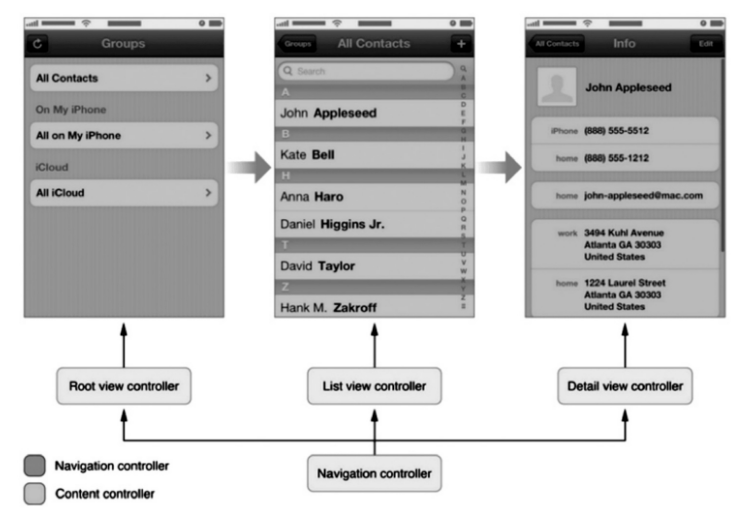 Groups
All Contacts
On My iPhone
All on My iPhone
iCloud
All iCloud
Groups All Contacts +
Search
A
John Appleseed
B
Kate Bell
H
Anna Haro
Daniel Higgins Jr.
T
David Taylor
Z
Hank M. Zakroff
A
B
C
D
E
F
G
H
I
J
K
L
M
N
O
P
Q
R
S
T
U
V
W
X
Y
Z
#
All Contacts Info Edit
John Appleseed
iPhone (888) 555-5512
home (888) 555-1212
home john-appleseed@mac.com
work 3494 Kuhl Avenue
Atlanta GA 30303
United States
home 1224 Laurel Street
Atlanta GA 30303
United States
Root view controller
List view controller
Detail view controller
Navigation controller
Navigation controller
Content controller